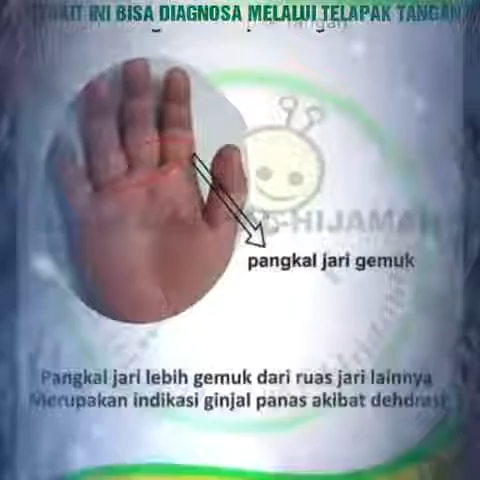 INI BISA DIAGNOSA MELALUI TELAPAK TANGAN
HIJAMAH
pangkal jari gemuk
Pangkal jari lebih gemuk dari ruas jari lainnya
Merupakan indikasi ginjal panas akibat